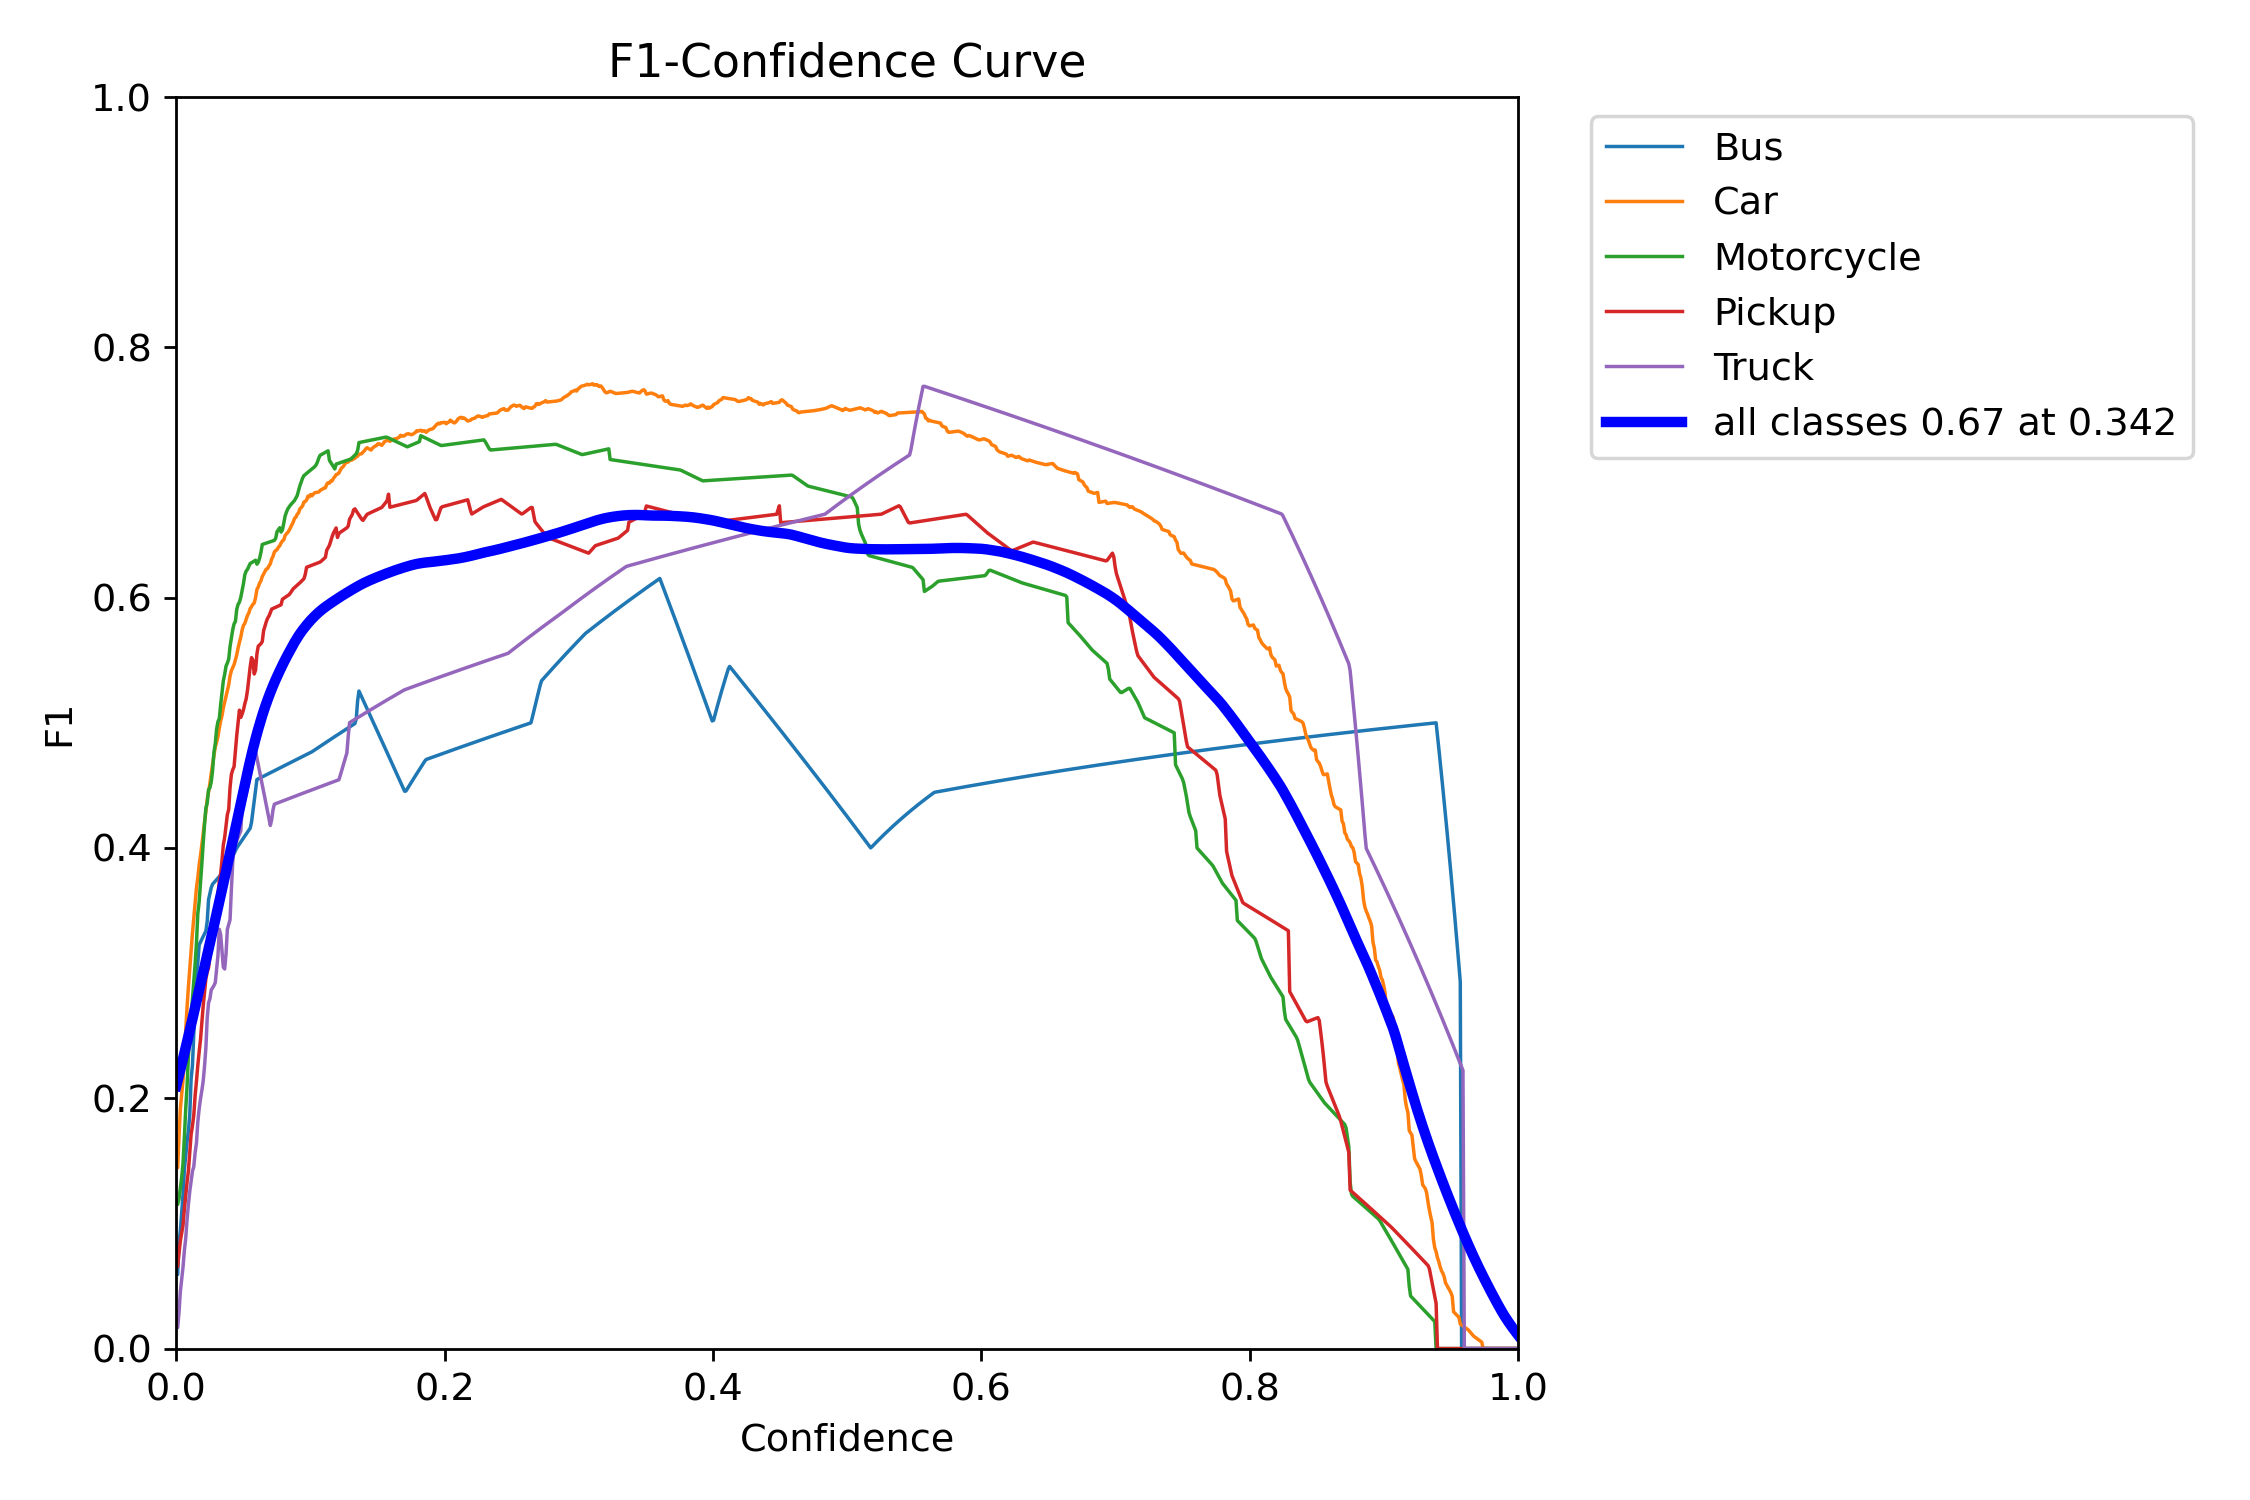 F1-Confidence Curve
1.0
0.8
0.6
0.4
0.2
0.0
F1
0.0 0.2 0.4 0.6 0.8 1.0
Confidence
Bus
Car
Motorcycle
Pickup
Truck
all classes 0.67 at 0.342